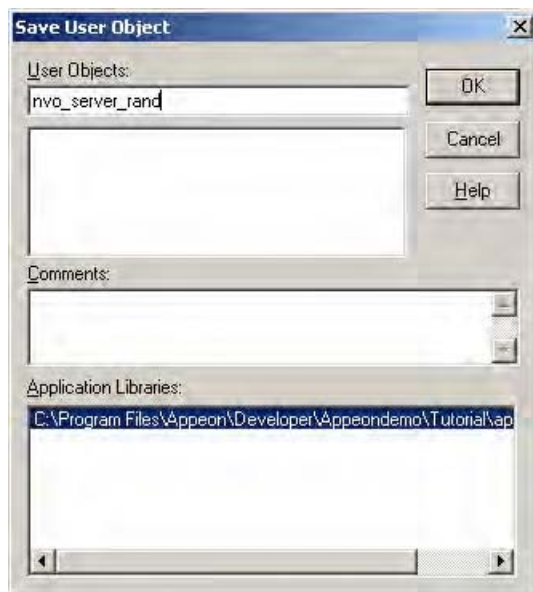 Save User Object
User Objects:
nvo_server_rand
OK
Cancel
Help
Comments:
Application Libraries:
C:\Program Files\Appeon\Developer\Appeondemo\Tutorial\ap